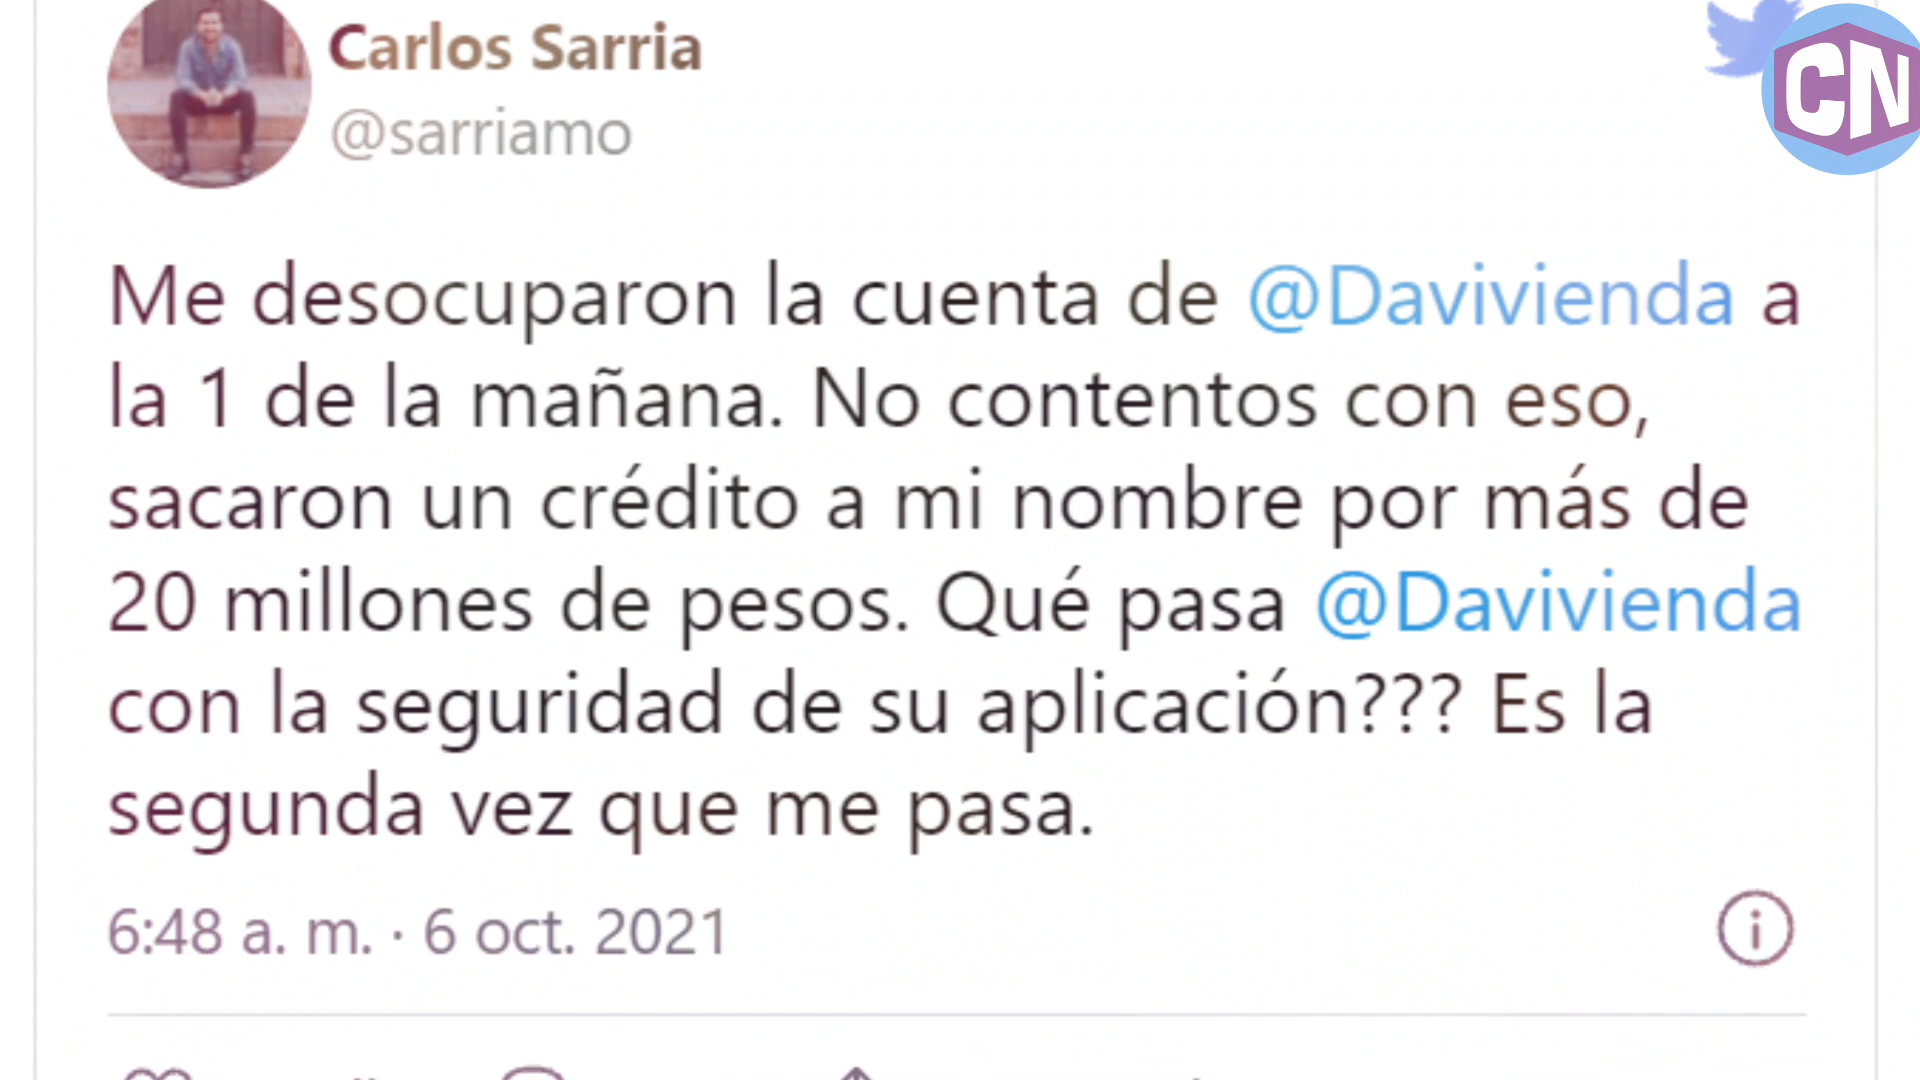 Carlos Sarria
@sarriamo
CN
Me desocuparon la cuenta de @Davivienda a
la 1 de la mañana. No contentos con eso,
sacaron un crédito a mi nombre por más de
20 millones de pesos. Qué pasa @Davivienda
con la seguridad de su aplicación??? Es la
segunda vez que me pasa.
6:48 a. m. · 6 oct. 2021